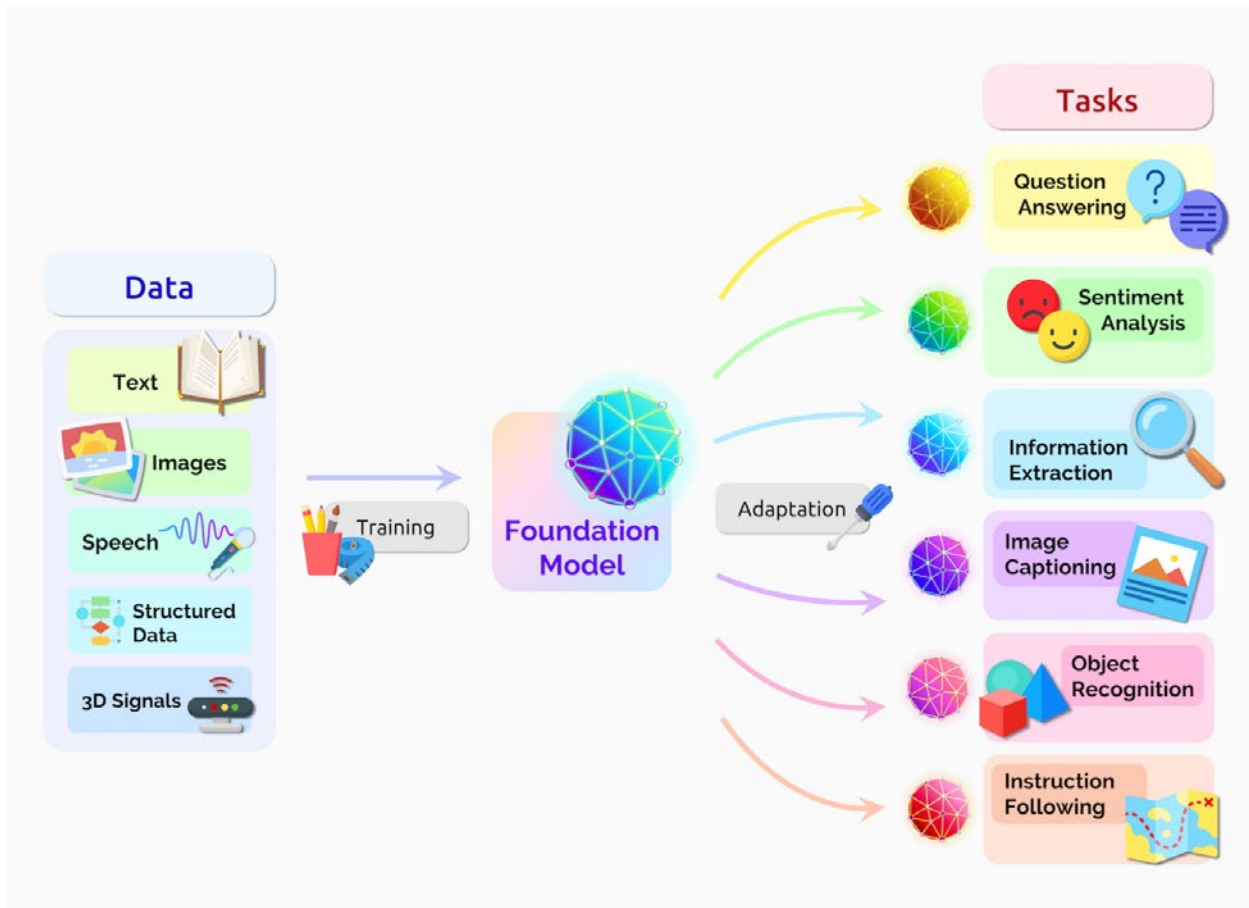 Data
Text
Images
Speech
Structured
Data
3D Signals
Training
Foundation
Model
Adaptation
Tasks
Question
Answering
?
Sentiment
Analysis
Information
Extraction
Image
Captioning
Object
Recognition
Instruction
Following